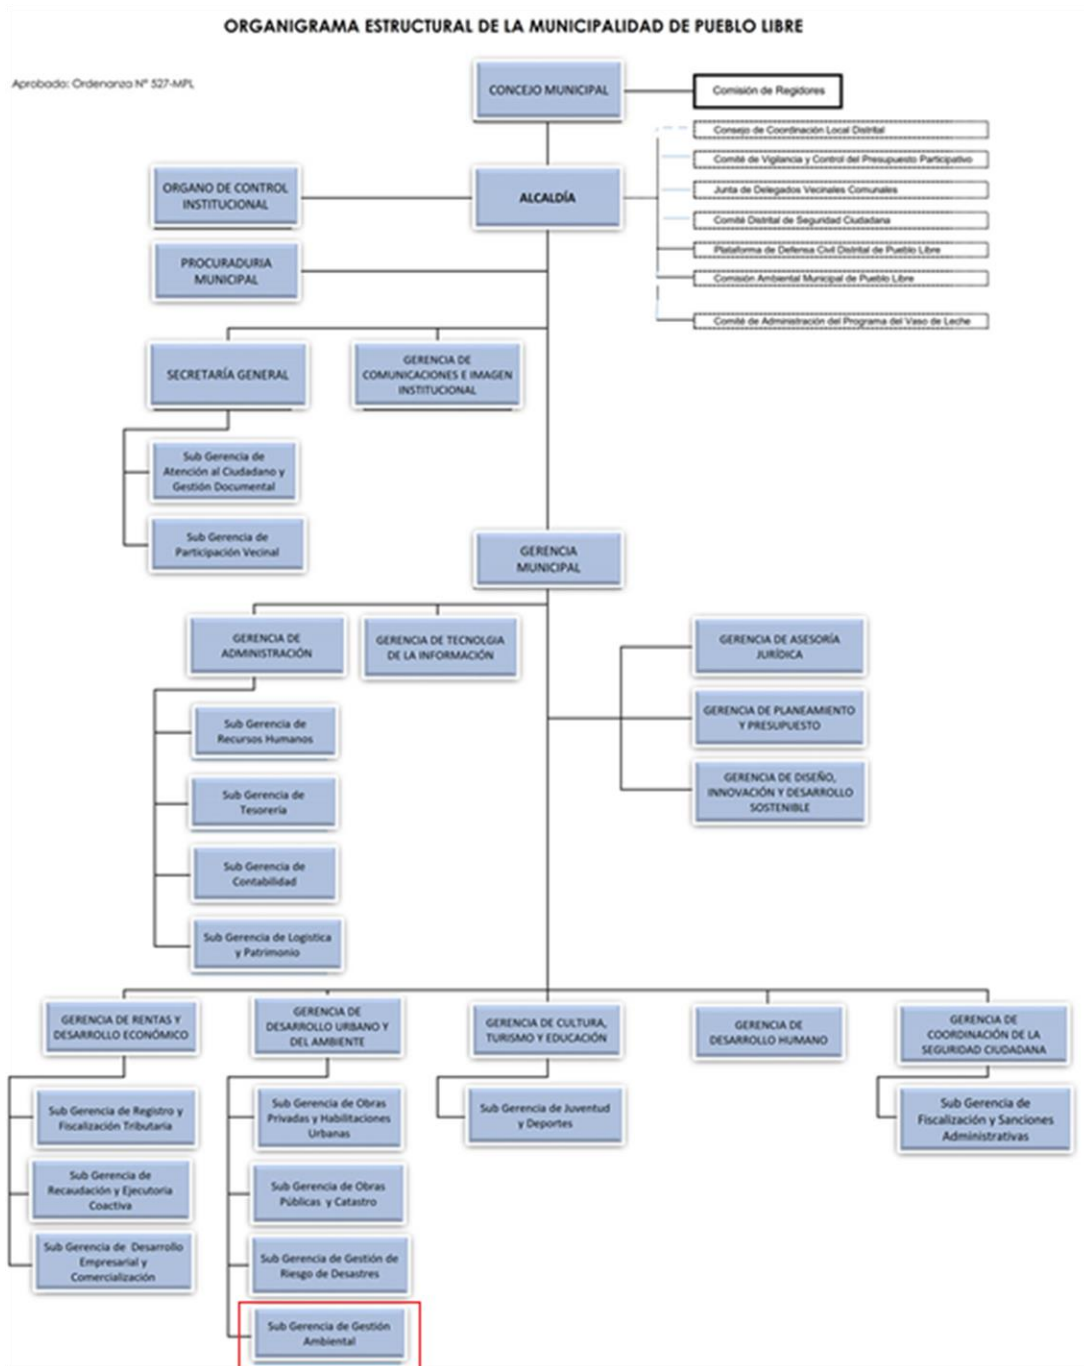 ORGANIGRAMA ESTRUCTURAL DE LA MUNICIPALIDAD DE PUEBLO LIBRE
Aprobado: Ordenanza N° 527-MPL
CONCEJO MUNICIPAL
Comisión de Regidores
Consejo de Coordinación Local Distrital
Comité de Vigilancia y Control del Presupuesto Participativo
Junta de Delegados Vecinales Comunales
Comité Distrital de Seguridad Ciudadana
Plataforma de Defensa Civil Distrital de Pueblo Libre
Comisión Ambiental Municipal de Pueblo Libre
Comité de Administración del Programa del Vaso de Leche
ORGANO DE CONTROL
INSTITUCIONAL
ALCALDÍA
PROCURADURIA
MUNICIPAL
SECRETARÍA GENERAL
GERENCIA DE
COMUNICACIONES E IMAGEN
INSTITUCIONAL
Sub Gerencia de
Atención al Ciudadano y
Gestión Documental
Sub Gerencia de
Participación Vecinal
GERENCIA
MUNICIPAL
GERENCIA DE
ADMINISTRACIÓN
GERENCIA DE TECNOLGIA
DE LA INFORMACIÓN
GERENCIA DE ASESORÍA
JURÍDICA
GERENCIA DE PLANEAMIENTO
Y PRESUPUESTO
GERENCIA DE DISEÑO,
INNOVACIÓN Y DESARROLLO
SOSTENIBLE
Sub Gerencia de
Recursos Humanos
Sub Gerencia de
Tesorería
Sub Gerencia de
Contabilidad
Sub Gerencia de Logística
y Patrimonio
GERENCIA DE RENTAS Y
DESARROLLO ECONÓMICO
GERENCIA DE
DESARROLLO URBANO Y
DEL AMBIENTE
GERENCIA DE CULTURA,
TURISMO Y EDUCACIÓN
GERENCIA DE
DESARROLLO HUMANO
GERENCIA DE
COORDINACIÓN DE LA
SEGURIDAD CIUDADANA
Sub Gerencia de Registro y
Fiscalización Tributaria
Sub Gerencia de
Recaudación y Ejecutoria
Coactiva
Sub Gerencia de Desarrollo
Empresarial y
Comercialización
Sub Gerencia de Obras
Privadas y Habilitaciones
Urbanas
Sub Gerencia de Obras
Públicas y Catastro
Sub Gerencia de Gestión de
Riesgo de Desastres
Sub Gerencia de Gestión
Ambiental
Sub Gerencia de Juventud
y Deportes
Sub Gerencia de
Fiscalización y Sanciones
Administrativas